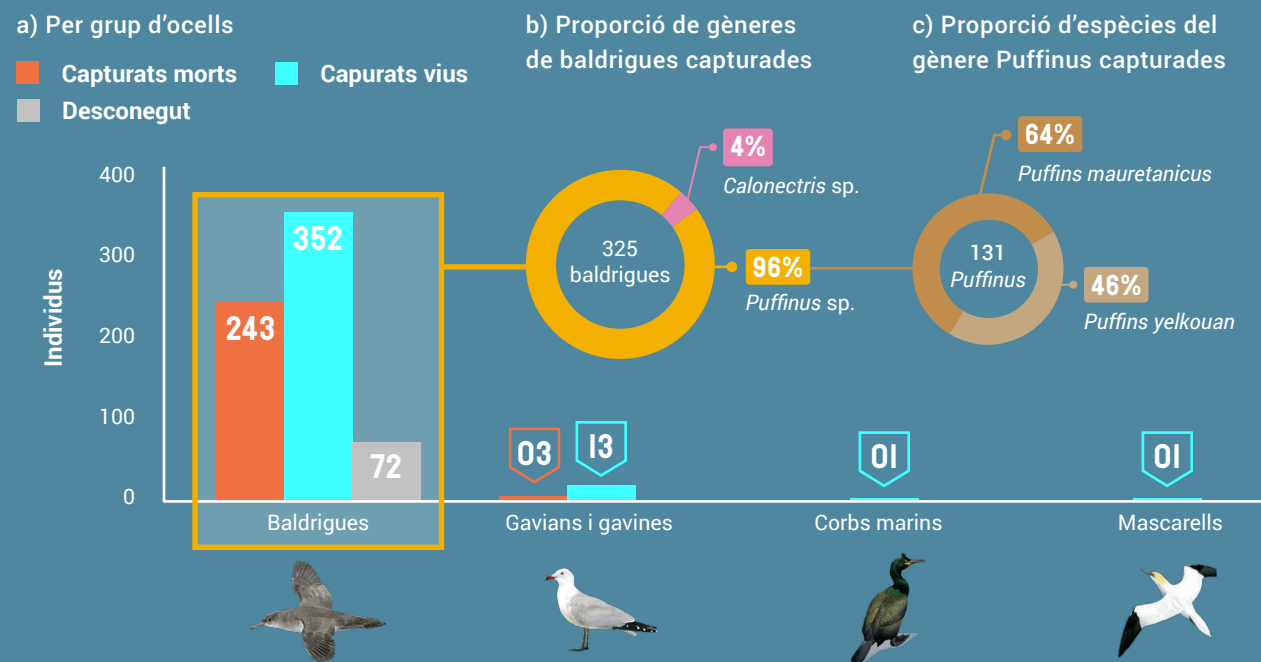 a) Per grup d'ocells
Capturats morts
Capurats vius
Desconegut
b) Proporció de gèneres
de baldrigues capturades
c) Proporció d'espècies del
gènere Puffinus capturades
Individus
400
300
200
100
0
243
352
72
03
13
01
01
Baldrigues
Gavians i gavines
Corbs marins
Mascarells
325
baldrigues
4%
Calonectris sp.
96%
Puffinus sp.
131
Puffinus
64%
Puffins mauretanicus
46%
Puffins yelkouan